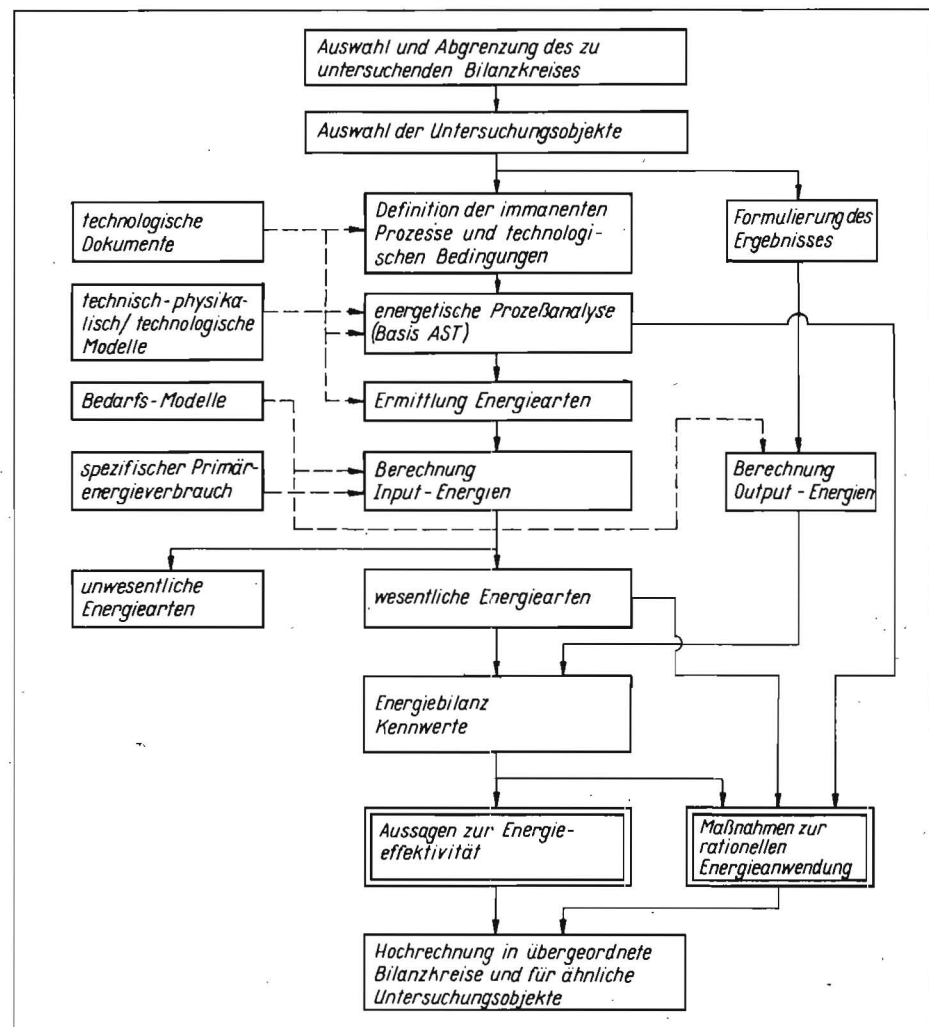 Auswahl und Abgrenzung des zu
untersuchenden Bilanzkreises
Auswahl der Untersuchungsobjekte
technologische
Dokumente
Definition der immanenten
Prozesse und technologi-
schen Bedingungen
Formulierung des
Ergebnisses
technisch-physika-
lisch/technologische
Modelle
energetische Prozeßanalyse
(Basis AST)
Bedarfs-Modelle
Ermittlung Energiearten
spezifischer Primär-
energieverbrauch
Berechnung
Input-Energien
Berechnung
Output-Energien
unwesentliche
Energiearten
wesentliche Energiearten
Energiebilanz
Kennwerte
Aussagen zur Energie-
effektivität
Maßnahmen zur
rationellen
Energieanwendung
Hochrechnung in übergeordnete
Bilanzkreise und für ähnliche
Untersuchungsobjekte